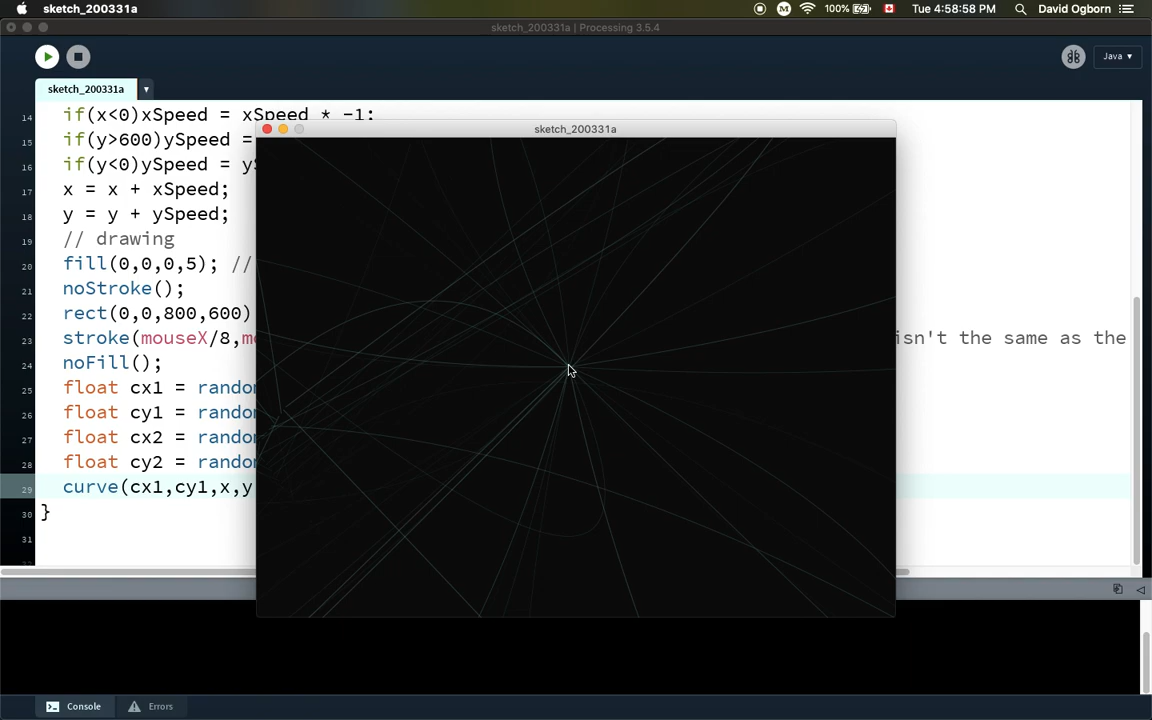 sketch_200331a
100%
Tue 4:58:58 PM
David Ogborn
sketch_200331a | Processing 3.5.4
Java ▾
sketch_200331a
14 if(x<0)xSpeed = xSpeed * -1;
sketch_200331a
15 if(y>600)ySpeed =
16 if(y<0)ySpeed =
17 x = x + xSpeed;
18 y = y + ySpeed;
19 // drawing
20 fill(0,0,0,5); //
21 noStroke();
22 rect(0,0,800,600)
23 stroke(mouseX/8, isn't the same as the
24 noFill();
25 float cx1 =
26 float cy1 =
27 float cx2 =
28 float cy2 =
29 curve(cx1,cy1,x,y
30 }
31
Console
Errors